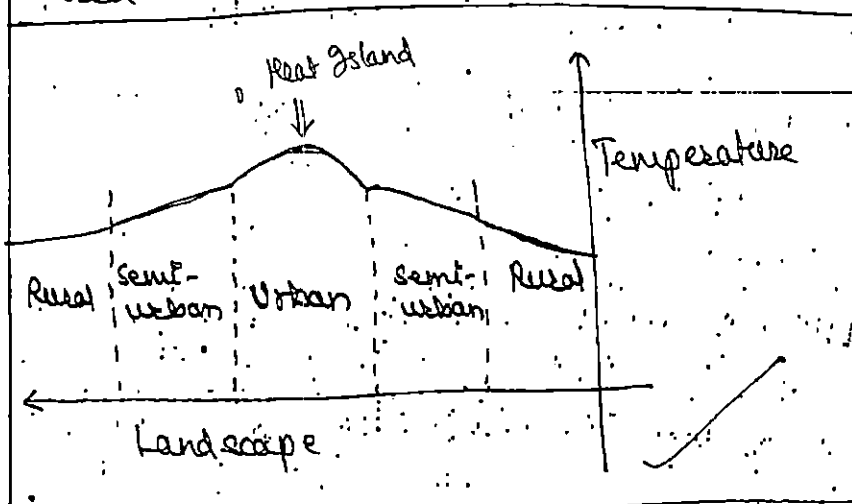 Heat Island
Temperature
Rural semi-urban Urban semi-urban Rural
Landscape